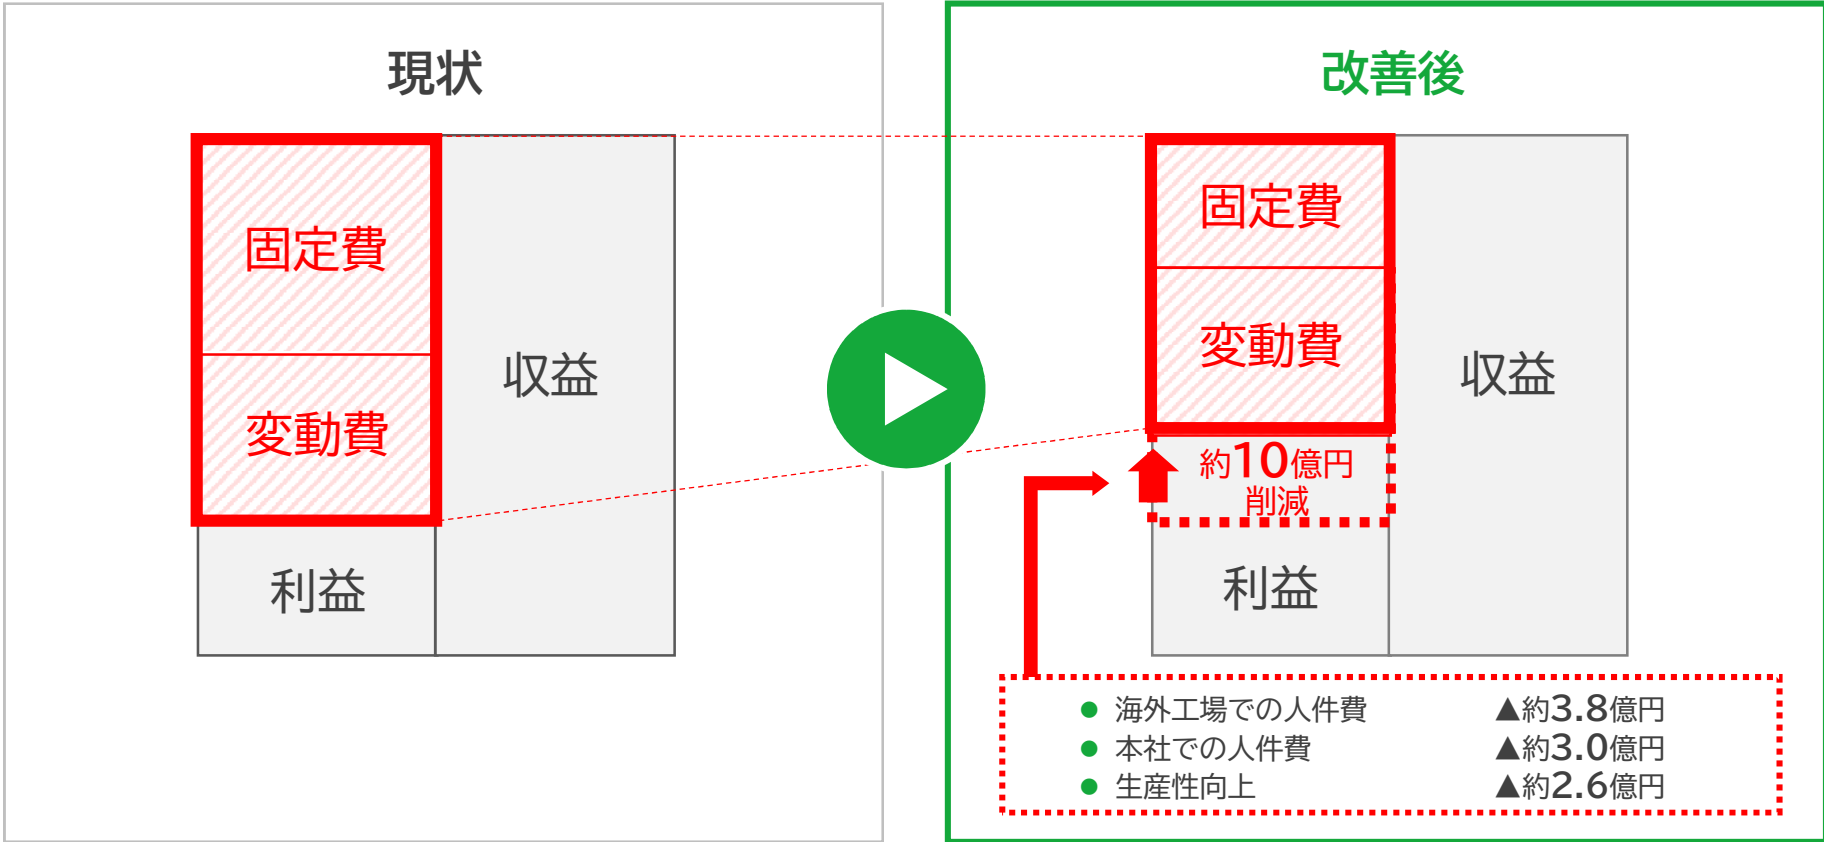 現状
固定費
変動費
収益
利益
改善後
固定費
変動費
収益
約10億円
削減
利益
● 海外工場での人件費 ▲約3.8億円
● 本社での人件費 ▲約3.0億円
● 生産性向上 ▲約2.6億円